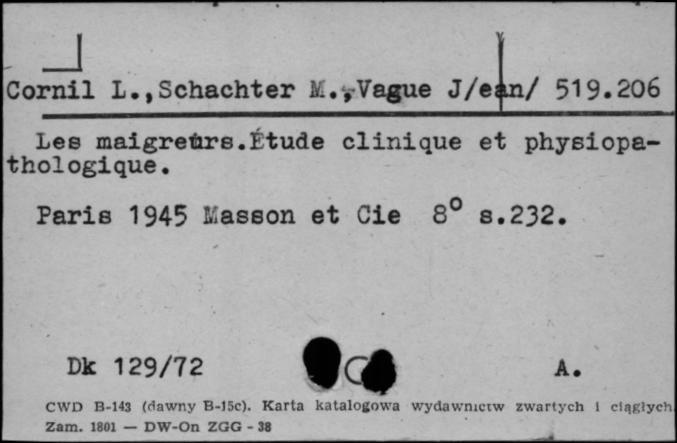 Cornil L.,Schachter M.,Vague J/ean/ 519.206
Les maigreurs.Étude clinique et physiopa-
thologique.
Paris 1945 Masson et Cie 8° s.232.
Dk 129/72 A.
CWD B-143 (dawny B-15c). Karta katalogowa wydawnictw zwartych i ciągłych
Zam. 1801 — DW-On ZGG - 38